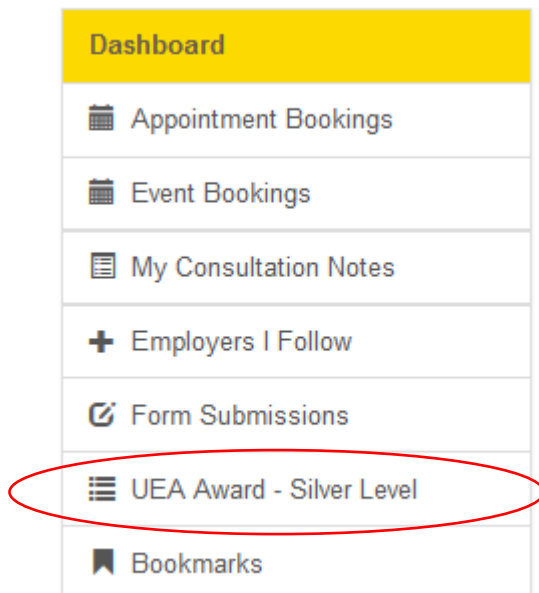 Dashboard
Appointment Bookings
Event Bookings
My Consultation Notes
Employers I Follow
Form Submissions
UEA Award - Silver Level
Bookmarks